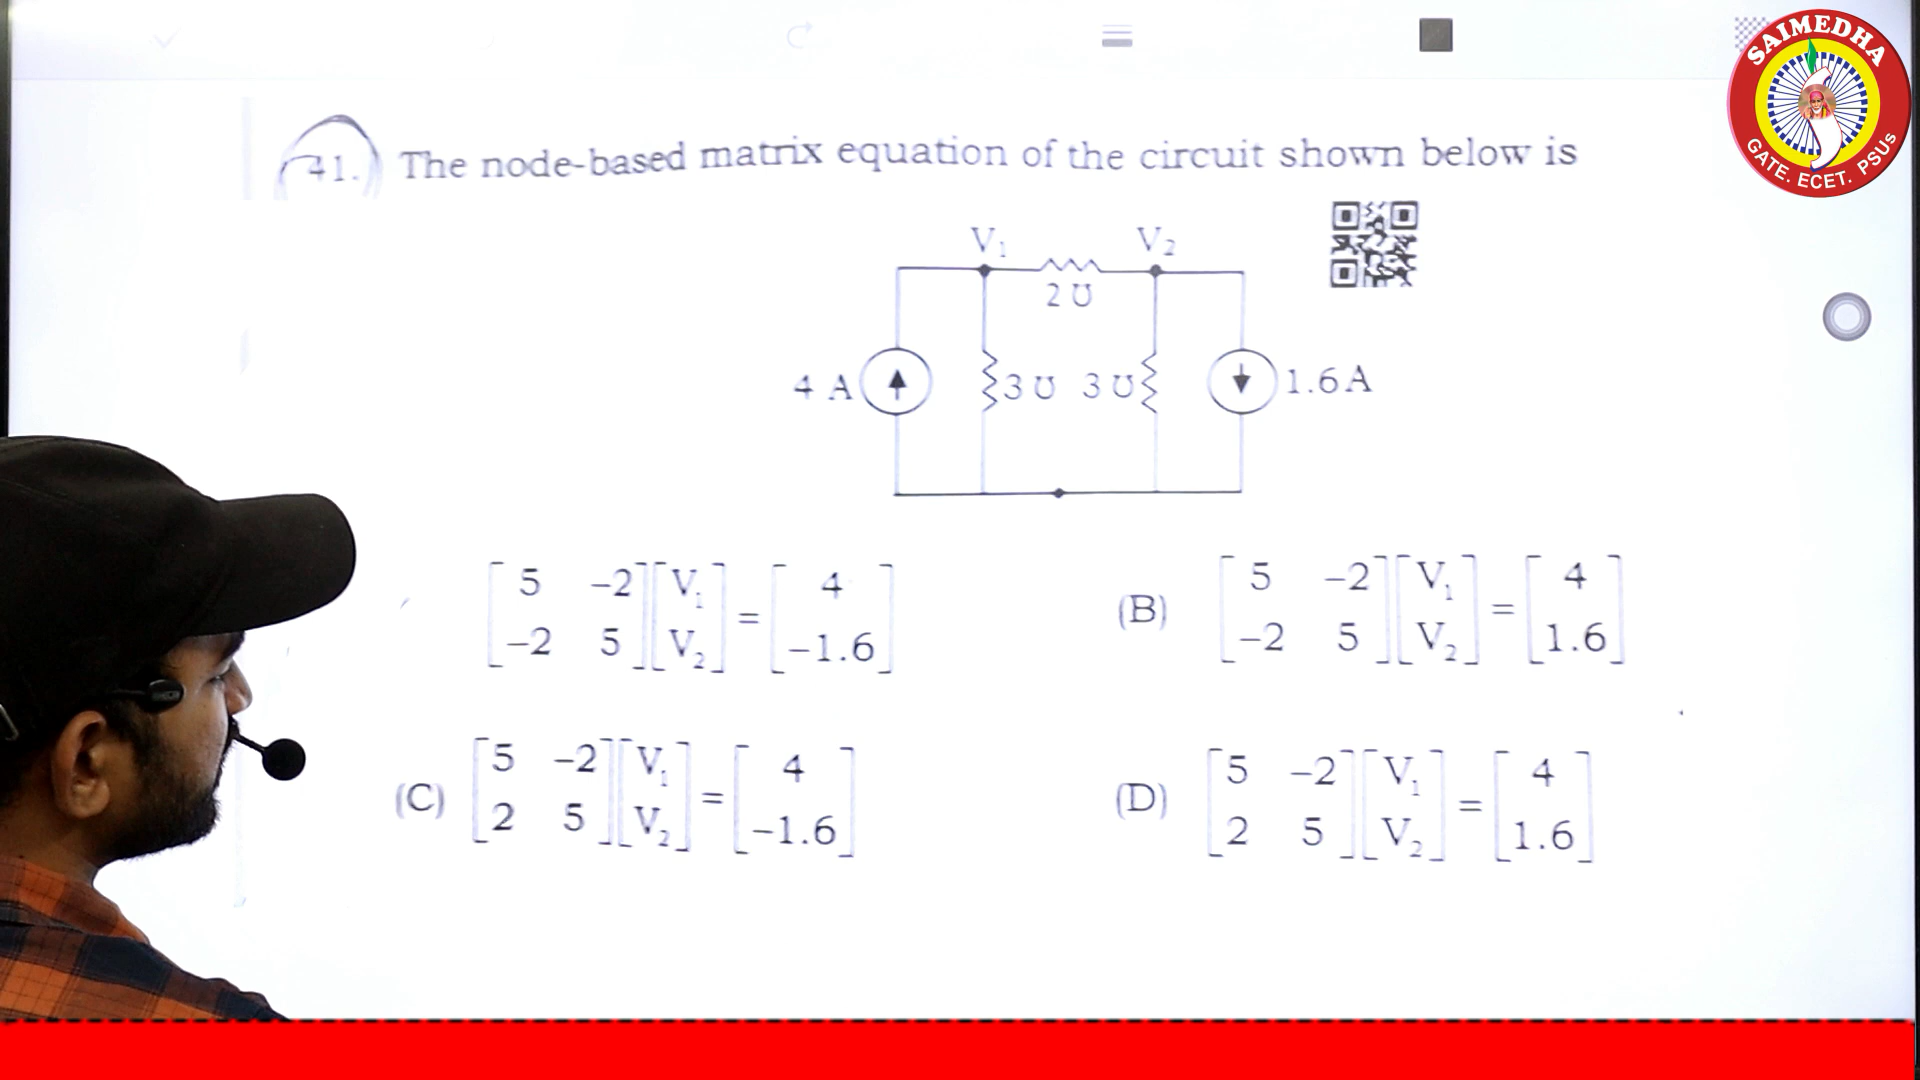 SAIMEDHA
GATE. ECET. PSUs
41. The node-based matrix equation of the circuit shown below is
V₁ V₂
2 ℧
4 A 3 ℧ 3 ℧ 1.6 A
[5 −2] [V₁] = [4]
[−2 5] [V₂] [−1.6]
(B) [5 −2] [V₁] = [4]
[−2 5] [V₂] [1.6]
(C) [5 −2] [V₁] = [4]
[2 5] [V₂] [−1.6]
(D) [5 −2] [V₁] = [4]
[2 5] [V₂] [1.6]